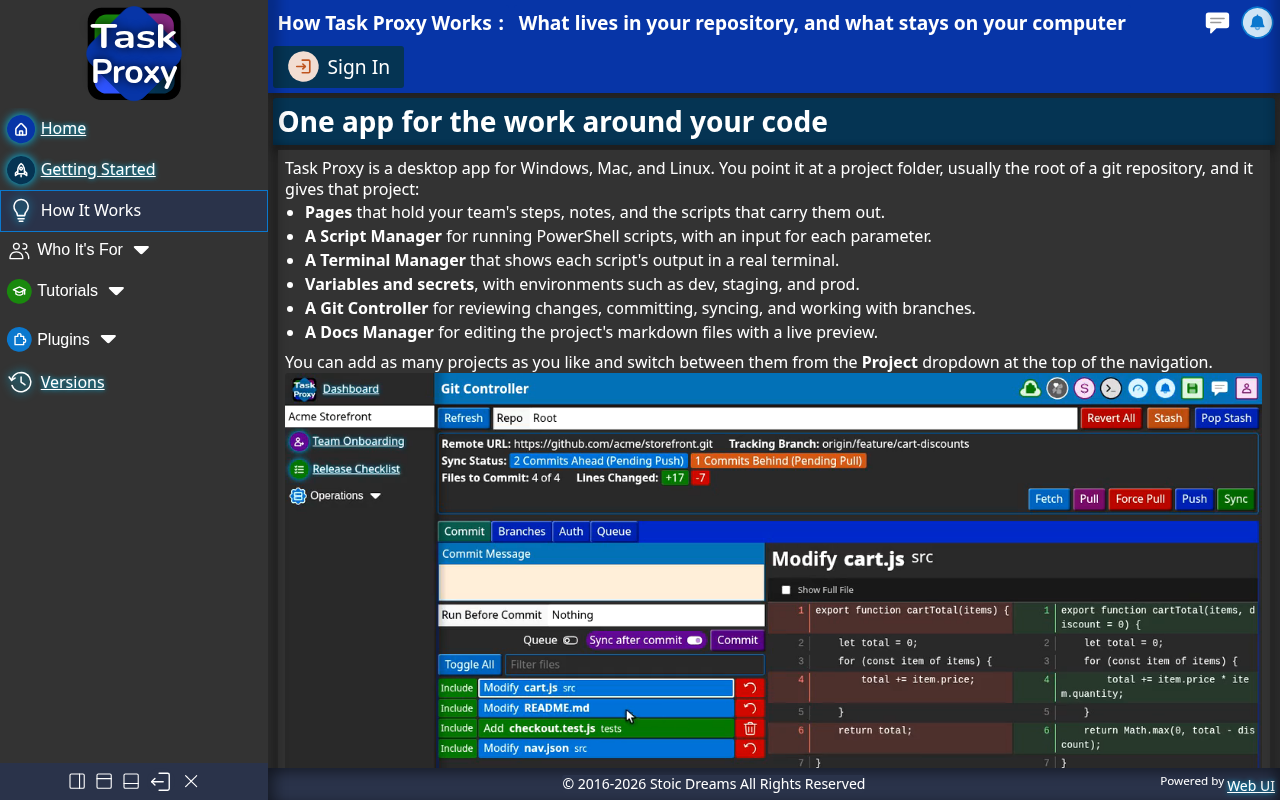 Task Proxy
How Task Proxy Works : What lives in your repository, and what stays on your computer
Sign In
Home
Getting Started
How It Works
Who It's For
Tutorials
Plugins
Versions
One app for the work around your code
Task Proxy is a desktop app for Windows, Mac, and Linux. You point it at a project folder, usually the root of a git repository, and it
gives that project:
• Pages that hold your team's steps, notes, and the scripts that carry them out.
• A Script Manager for running PowerShell scripts, with an input for each parameter.
• A Terminal Manager that shows each script's output in a real terminal.
• Variables and secrets, with environments such as dev, staging, and prod.
• A Git Controller for reviewing changes, committing, syncing, and working with branches.
• A Docs Manager for editing the project's markdown files with a live preview.
You can add as many projects as you like and switch between them from the Project dropdown at the top of the navigation.
Task Proxy
Dashboard
Acme Storefront
Team Onboarding
Release Checklist
Operations
Git Controller
S
Refresh Repo Root Revert All Stash Pop Stash
Remote URL: https://github.com/acme/storefront.git Tracking Branch: origin/feature/cart-discounts
Sync Status: 2 Commits Ahead (Pending Push) 1 Commits Behind (Pending Pull)
Files to Commit: 4 of 4 Lines Changed: +17 -7
Fetch Pull Force Pull Push Sync
Commit Branches Auth Queue
Commit Message
Run Before Commit Nothing
Queue Sync after commit Commit
Toggle All Filter files
Include Modify cart.js src
Include Modify README.md
Include Add checkout.test.js tests
Include Modify nav.json src
Modify cart.js src
Show Full File
1 export function cartTotal(items) {
2 let total = 0;
3 for (const item of items) {
4 total += item.price;
5 }
6 return total;
7 }
1 export function cartTotal(items, d
iscount = 0) {
2 let total = 0;
3 for (const item of items) {
4 total += item.price * ite
m.quantity;
5 }
6 return Math.max(0, total - dis
count);
7 }
© 2016-2026 Stoic Dreams All Rights Reserved
Powered by Web UI